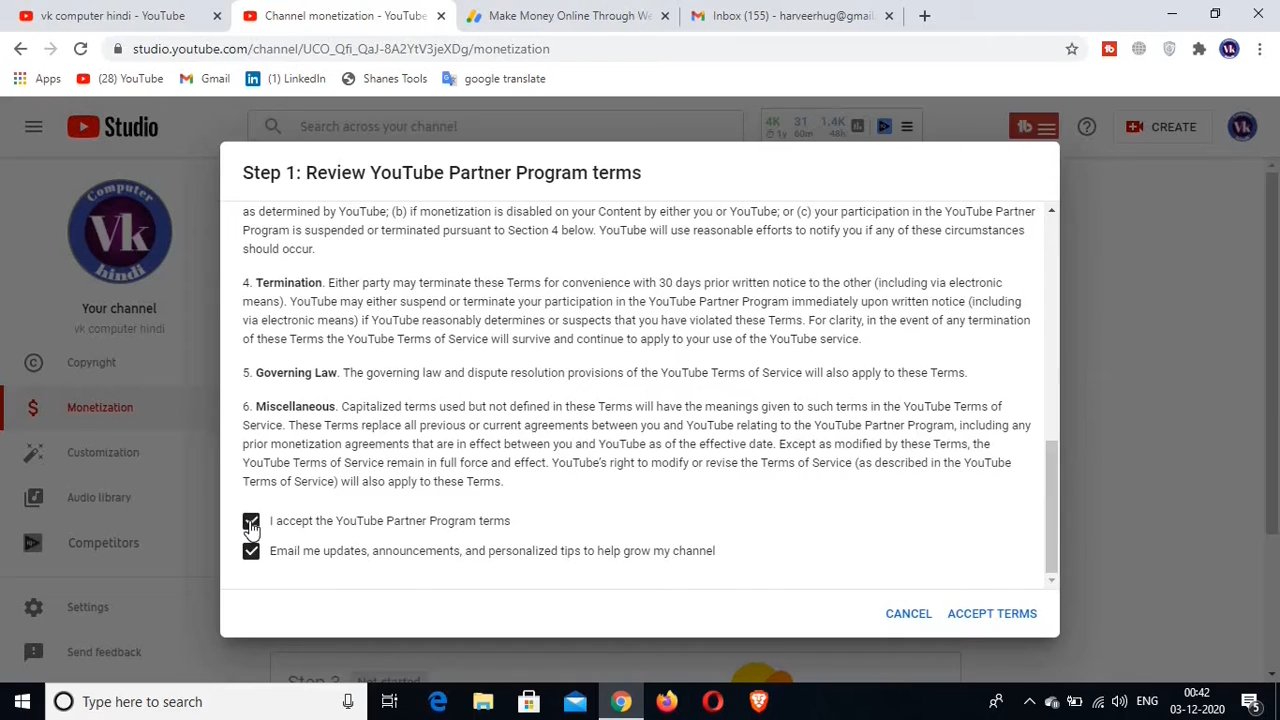 vk computer hindi - YouTube
Channel monetization - YouTube
Make Money Online Through We
Inbox (155) - harveerhug@gmail.
studio.youtube.com/channel/UCO_Qfi_QaJ-8A2YtV3jeXDg/monetization
Apps
(28) YouTube
Gmail
(1) LinkedIn
Shanes Tools
google translate
Studio
Search across your channel
4K 31 1.4K
1y 60m 48h
tb
CREATE
Computer
Vk
hindi
Your channel
vk computer hindi
Copyright
Monetization
Customization
Audio library
Competitors
Settings
Send feedback
Step 1: Review YouTube Partner Program terms
as determined by YouTube; (b) if monetization is disabled on your Content by either you or YouTube; or (c) your participation in the YouTube Partner
Program is suspended or terminated pursuant to Section 4 below. YouTube will use reasonable efforts to notify you if any of these circumstances
should occur.
4. Termination. Either party may terminate these Terms for convenience with 30 days prior written notice to the other (including via electronic
means). YouTube may either suspend or terminate your participation in the YouTube Partner Program immediately upon written notice (including
via electronic means) if YouTube reasonably determines or suspects that you have violated these Terms. For clarity, in the event of any termination
of these Terms the YouTube Terms of Service will survive and continue to apply to your use of the YouTube service.
5. Governing Law. The governing law and dispute resolution provisions of the YouTube Terms of Service will also apply to these Terms.
6. Miscellaneous. Capitalized terms used but not defined in these Terms will have the meanings given to such terms in the YouTube Terms of
Service. These Terms replace all previous or current agreements between you and YouTube relating to the YouTube Partner Program, including any
prior monetization agreements that are in effect between you and YouTube as of the effective date. Except as modified by these Terms, the
YouTube Terms of Service remain in full force and effect. YouTube's right to modify or revise the Terms of Service (as described in the YouTube
Terms of Service) will also apply to these Terms.
I accept the YouTube Partner Program terms
Email me updates, announcements, and personalized tips to help grow my channel
CANCEL
ACCEPT TERMS
Step 3
Not started
Type here to search
ENG
00:42
03-12-2020
5